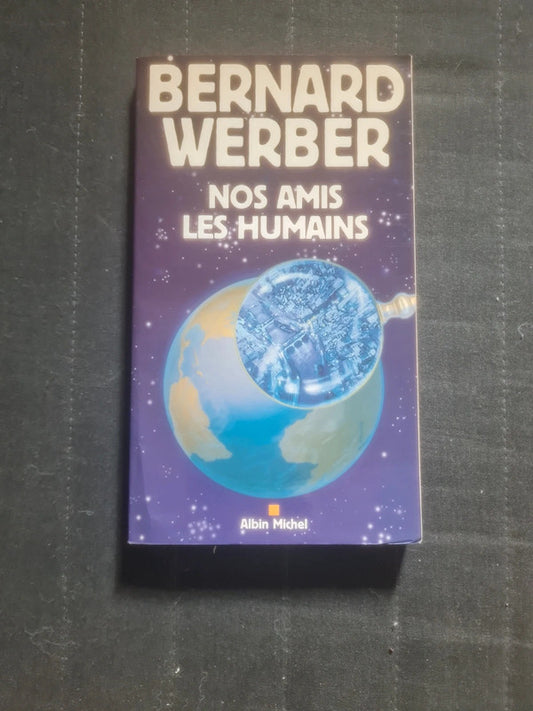 BERNARD
WERBER
NOS AMIS
LES HUMAINS
Albin Michel